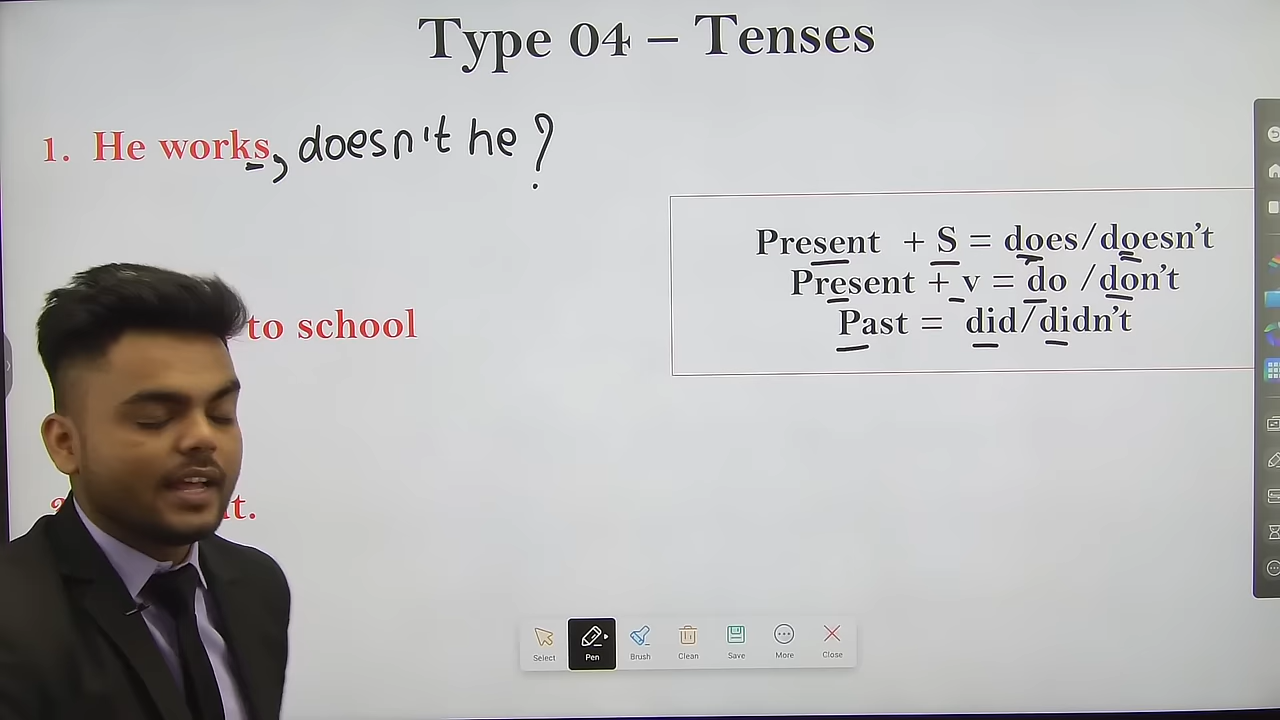 Type 04 – Tenses
1. He works, doesn't he?
Present + S = does/doesn't
Present + v = do /don't
Past = did/didn't
to school
Select
Pen
Brush
Clean
Save
More
Close